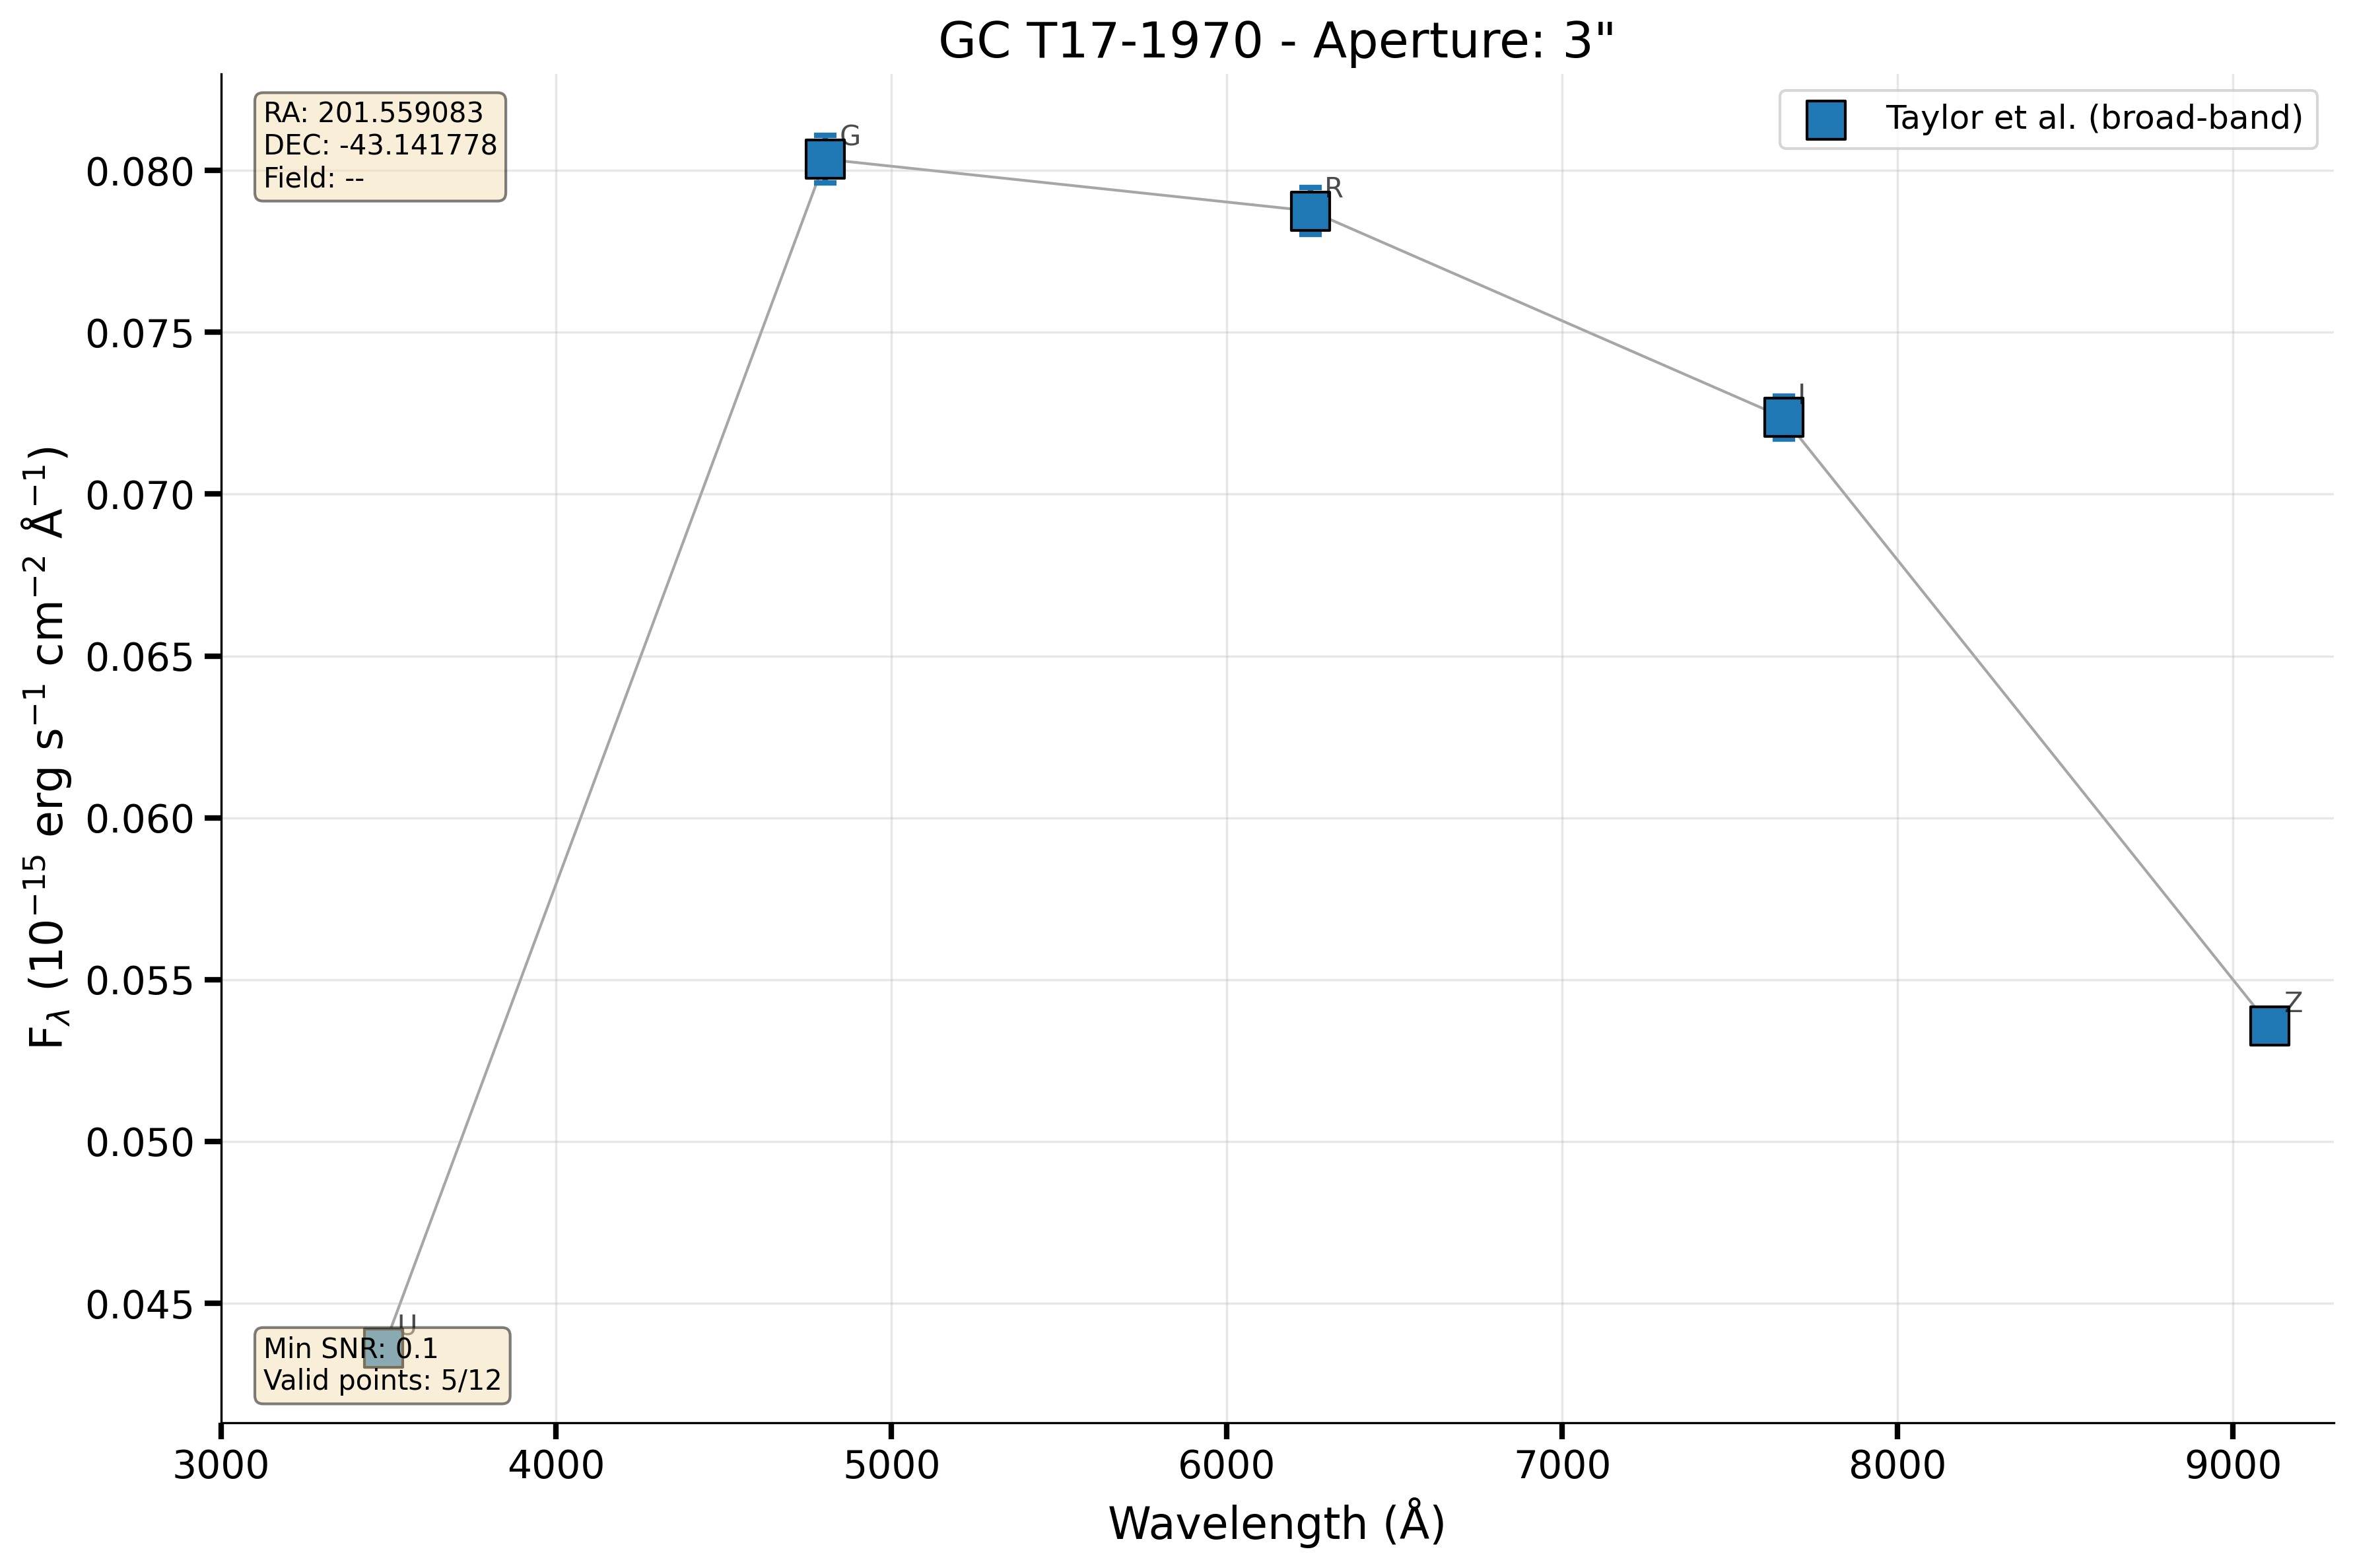 GC T17-1970 - Aperture: 3"
RA: 201.559083
DEC: -43.141778
Field: --
Taylor et al. (broad-band)
G
R
I
Z
U
Min SNR: 0.1
Valid points: 5/12
0.080
0.075
0.070
0.065
0.060
0.055
0.050
0.045
F_λ (10⁻¹⁵ erg s⁻¹ cm⁻² Å⁻¹)
3000 4000 5000 6000 7000 8000 9000
Wavelength (Å)